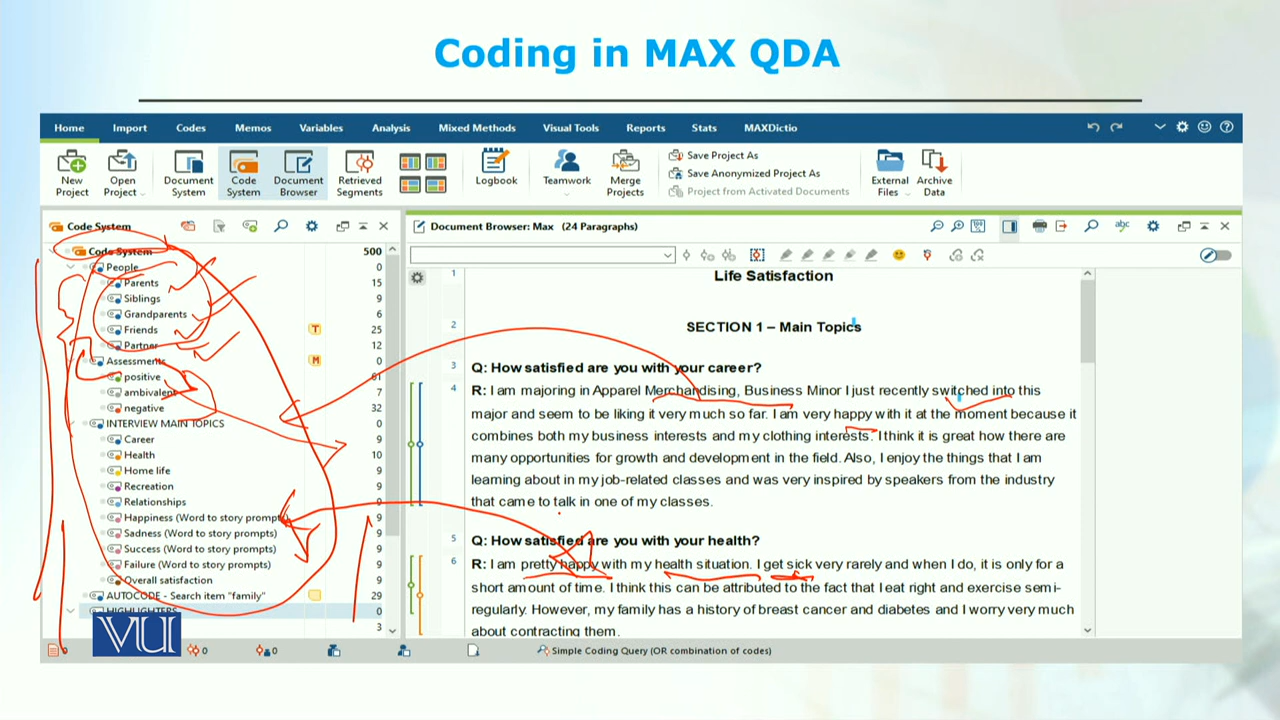 Coding in MAX QDA
Home Import Codes Memos Variables Analysis Mixed Methods Visual Tools Reports Stats MAXDictio
New Project
Open Project
Document System
Code System
Document Browser
Retrieved Segments
Logbook
Teamwork
Merge Projects
Save Project As
Save Anonymized Project As
Project from Activated Documents
External Files
Archive Data
Code System
Code System 500
People 0
Parents 15
Siblings 9
Grandparents 6
Friends T 25
Partner 12
Assessments M 0
positive 61
ambivalent 7
negative 32
INTERVIEW MAIN TOPICS 0
Career 9
Health 10
Home life 9
Recreation 9
Relationships 9
Happiness (Word to story prompt 9
Sadness (Word to story prompts) 9
Success (Word to story prompts) 9
Failure (Word to story prompts) 9
Overall satisfaction 9
AUTOCODE - Search item "family" 29
HIGHLIGHTERS 0
3
VU
Document Browser: Max (24 Paragraphs)
100
abc
1 Life Satisfaction
2 SECTION 1 – Main Topics
3 Q: How satisfied are you with your career?
4 R: I am majoring in Apparel Merchandising, Business Minor I just recently switched into this
major and seem to be liking it very much so far. I am very happy with it at the moment because it
combines both my business interests and my clothing interests. I think it is great how there are
many opportunities for growth and development in the field. Also, I enjoy the things that I am
learning about in my job-related classes and was very inspired by speakers from the industry
that came to talk in one of my classes.
5 Q: How satisfied are you with your health?
6 R: I am pretty happy with my health situation. I get sick very rarely and when I do, it is only for a
short amount of time. I think this can be attributed to the fact that I eat right and exercise semi-
regularly. However, my family has a history of breast cancer and diabetes and I worry very much
about contracting them.
0 0 0
Simple Coding Query (OR combination of codes)